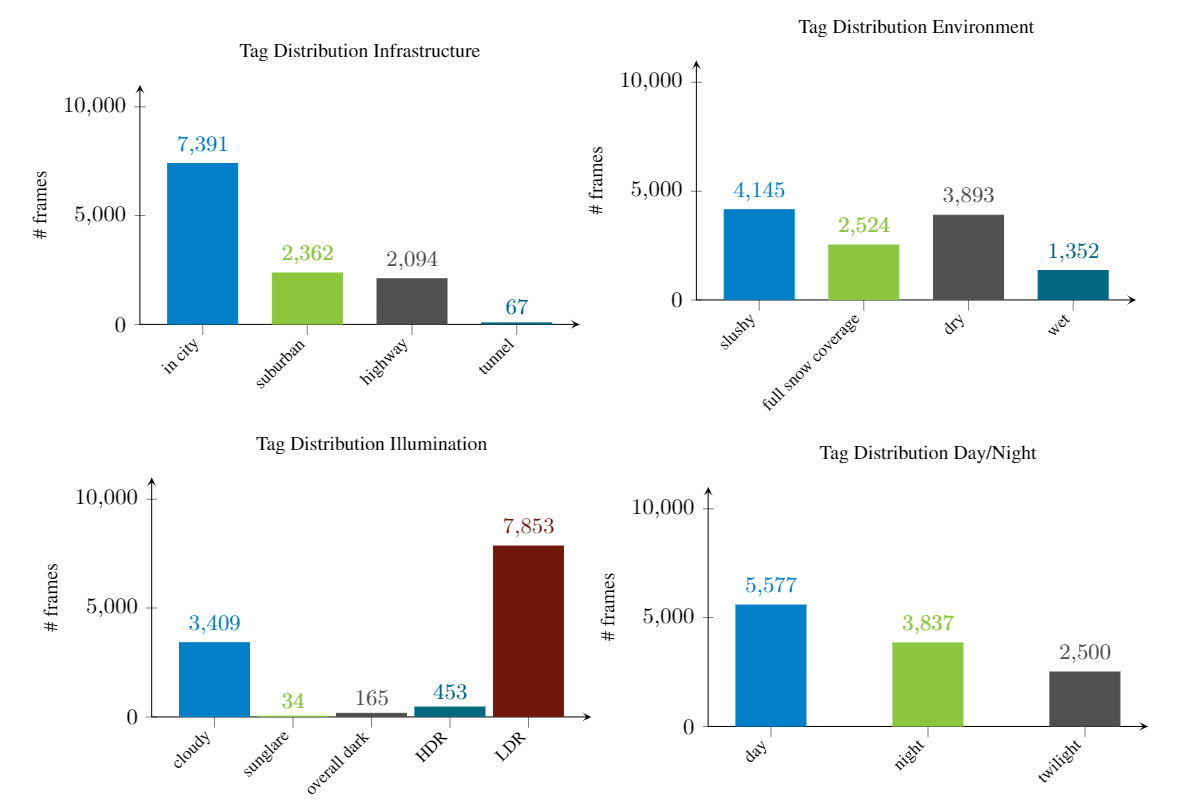 Tag Distribution Infrastructure
10,000
5,000
0
# frames
7,391
2,362
2,094
67
in city
suburban
highway
tunnel
Tag Distribution Environment
10,000
5,000
0
# frames
4,145
2,524
3,893
1,352
slushy
full snow coverage
dry
wet
Tag Distribution Illumination
10,000
5,000
0
# frames
3,409
34
165
453
7,853
cloudy
sunglare
overall dark
HDR
LDR
Tag Distribution Day/Night
10,000
5,000
0
# frames
5,577
3,837
2,500
day
night
twilight